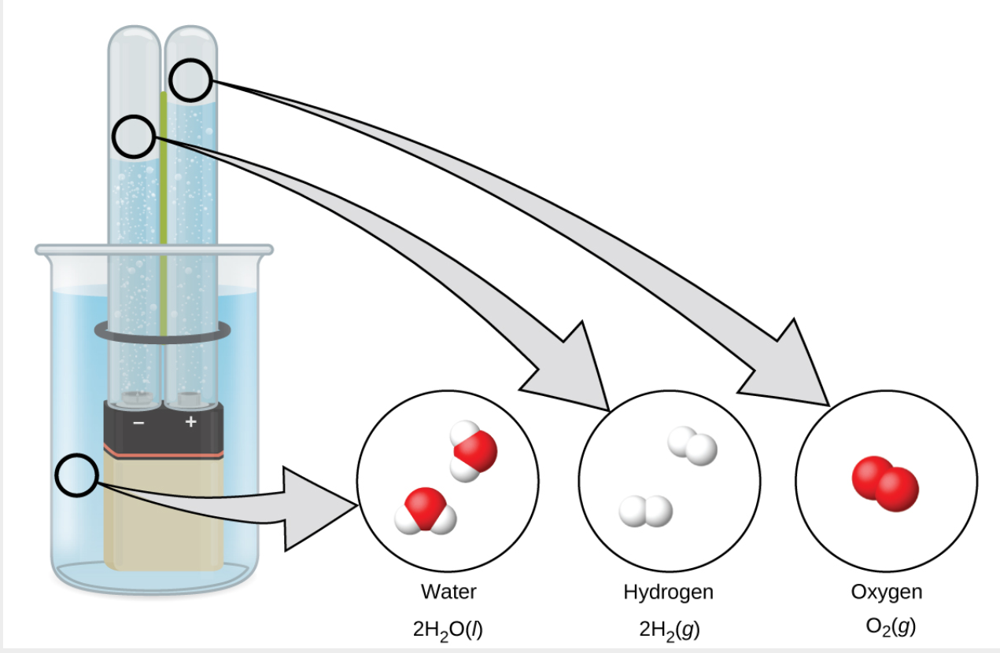 − +
Water
2H₂O(l)
Hydrogen
2H₂(g)
Oxygen
O₂(g)